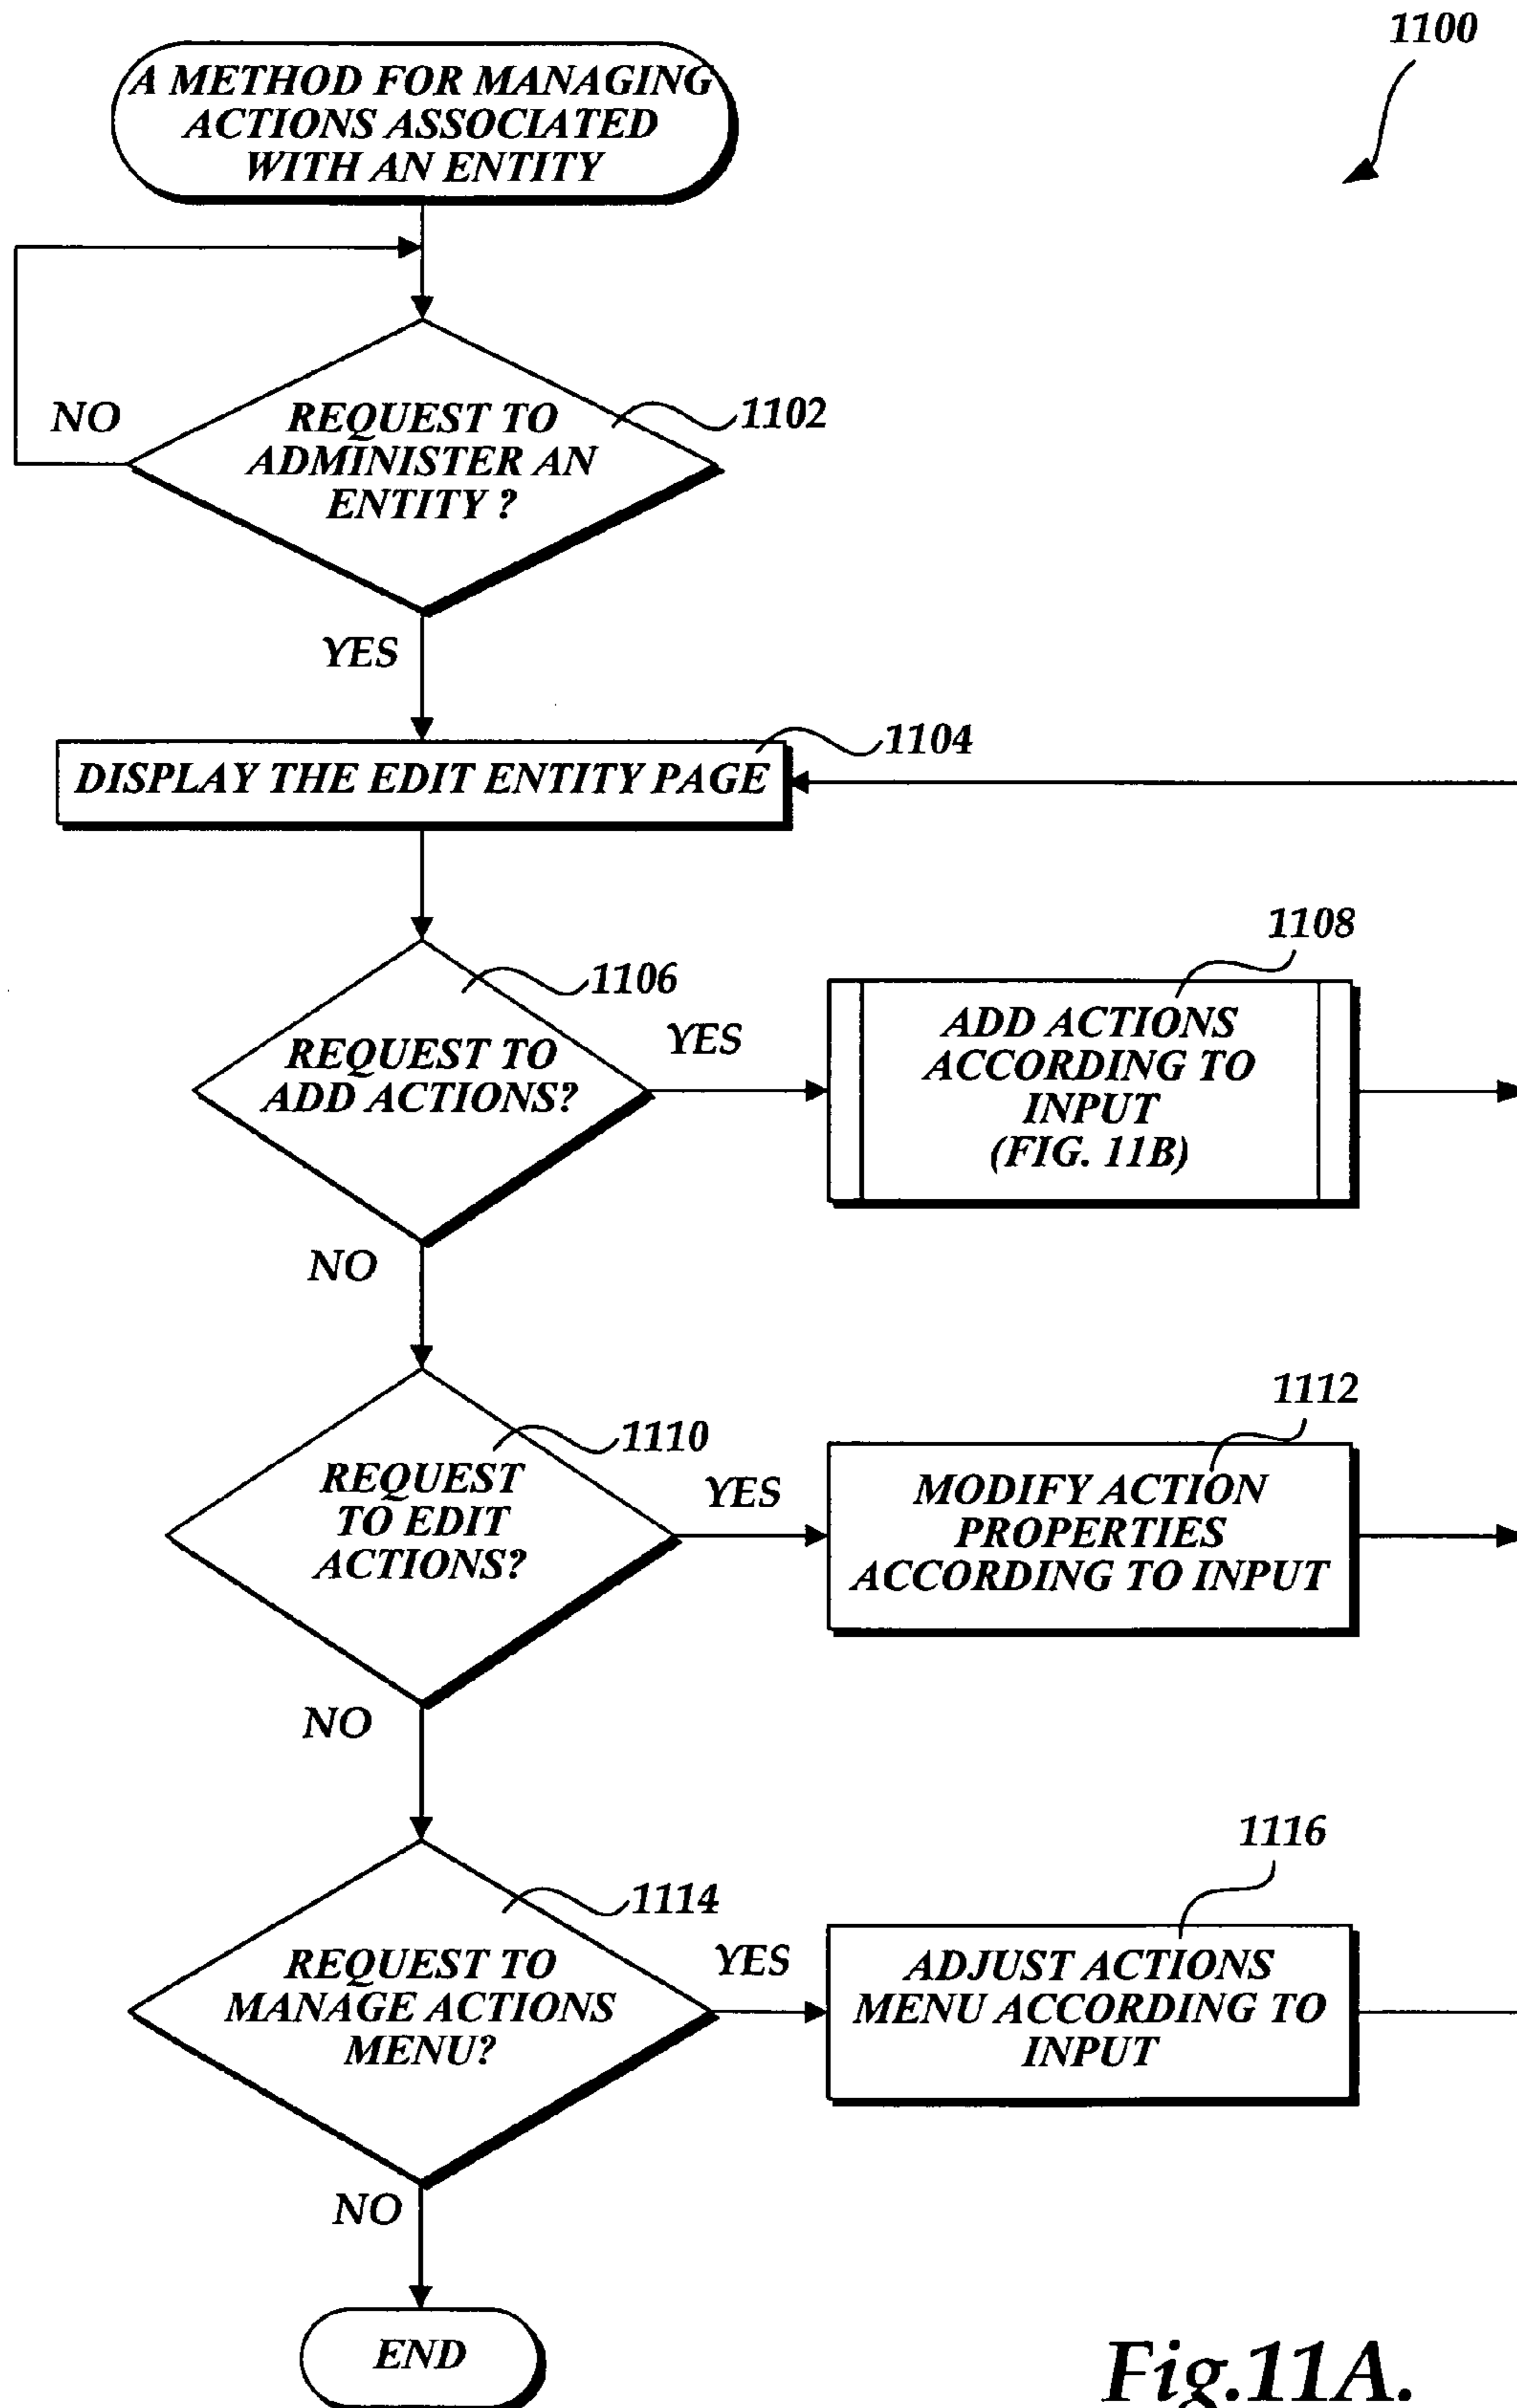 1100
A METHOD FOR MANAGING
ACTIONS ASSOCIATED
WITH AN ENTITY
NO
REQUEST TO
ADMINISTER AN
ENTITY ?
1102
YES
1104
DISPLAY THE EDIT ENTITY PAGE
1106
REQUEST TO
ADD ACTIONS?
YES
1108
ADD ACTIONS
ACCORDING TO
INPUT
(FIG. 11B)
NO
1110
REQUEST
TO EDIT
ACTIONS?
YES
1112
MODIFY ACTION
PROPERTIES
ACCORDING TO INPUT
NO
1114
REQUEST TO
MANAGE ACTIONS
MENU?
YES
1116
ADJUST ACTIONS
MENU ACCORDING TO
INPUT
NO
END
Fig.11A.